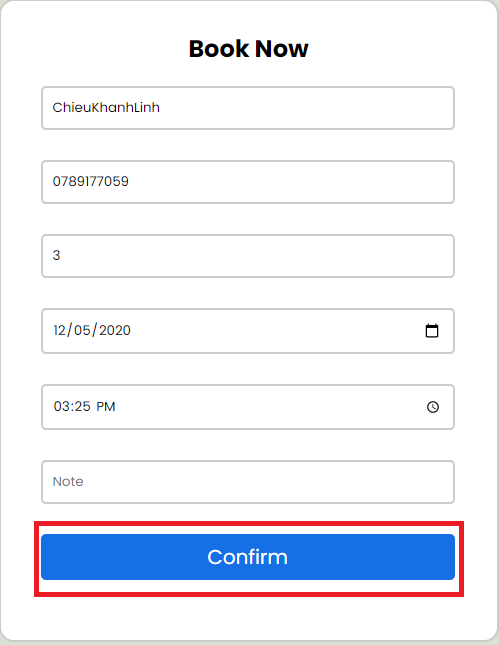 Book Now
ChieuKhanhLinh
0789177059
3
12/05/2020
03:25 PM
Note
Confirm